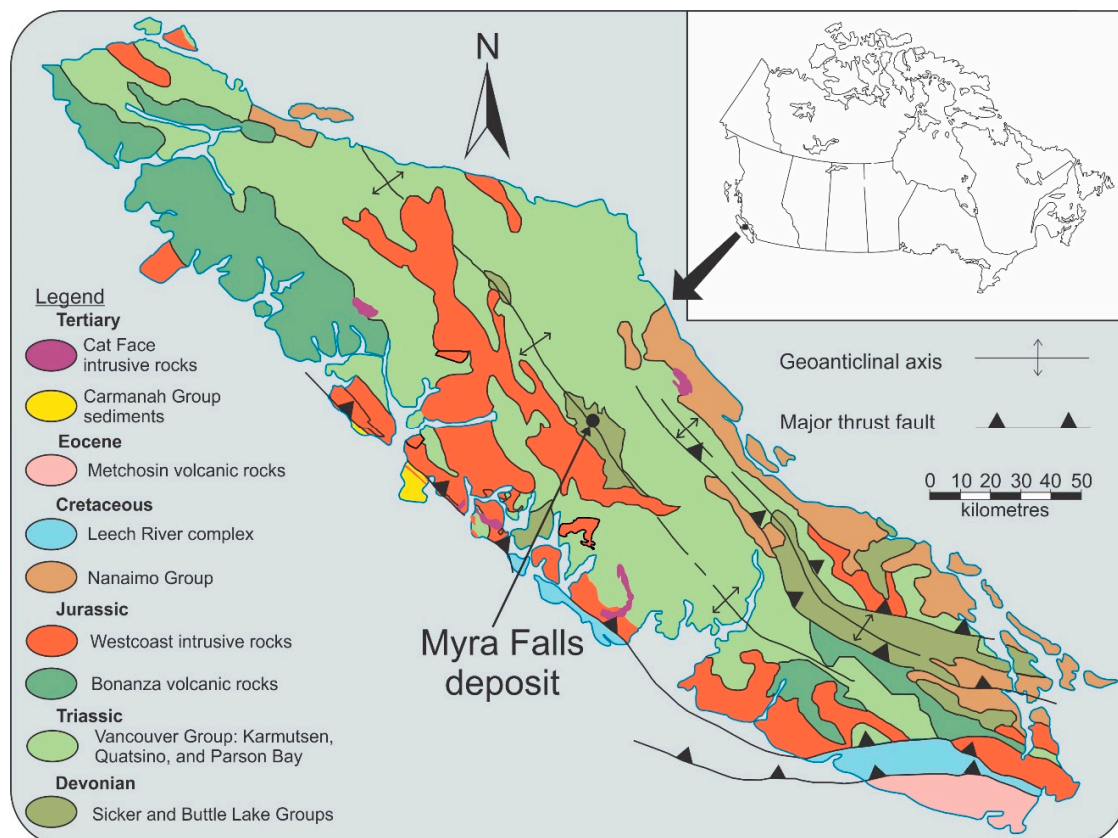 N
Legend
Tertiary
Cat Face
intrusive rocks
Carmanah Group
sediments
Eocene
Metchosin volcanic rocks
Cretaceous
Leech River complex
Nanaimo Group
Jurassic
Westcoast intrusive rocks
Bonanza volcanic rocks
Triassic
Vancouver Group: Karmutsen,
Quatsino, and Parson Bay
Devonian
Sicker and Buttle Lake Groups
Myra Falls
deposit
Geoanticlinal axis
Major thrust fault
0 10 20 30 40 50
kilometres